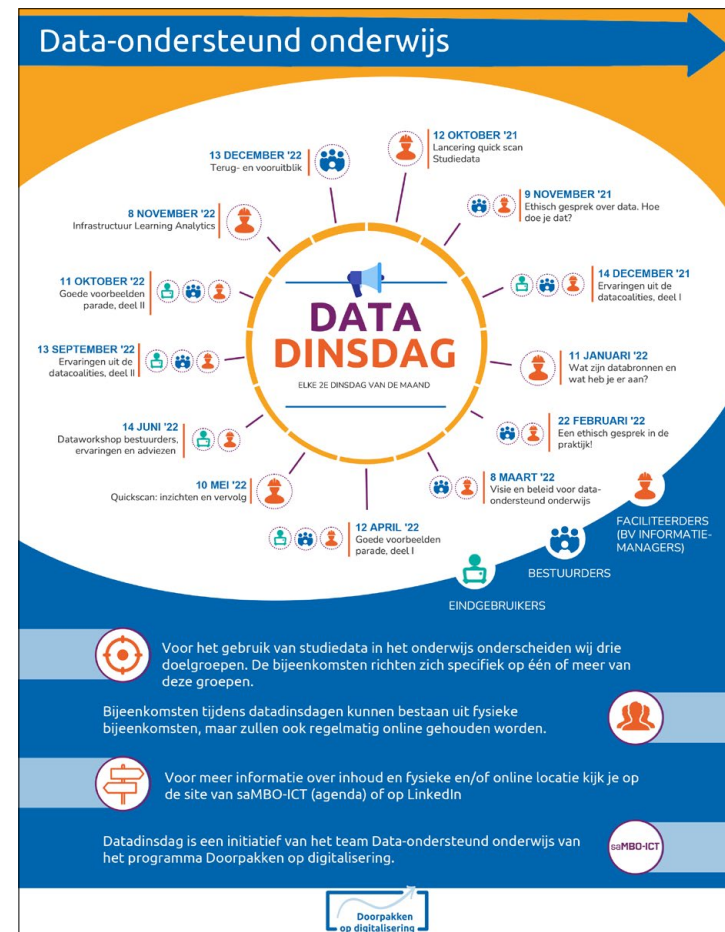 Data-ondersteund onderwijs
12 OKTOBER '21
Lancering quick scan
Studiedata
9 NOVEMBER '21
Ethisch gesprek over data. Hoe
doe je dat?
14 DECEMBER '21
Ervaringen uit de
datacoalities, deel I
11 JANUARI '22
Wat zijn databronnen en
wat heb je er aan?
22 FEBRUARI '22
Een ethisch gesprek in de
praktijk!
8 MAART '22
Visie en beleid voor data-
ondersteund onderwijs
12 APRIL '22
Goede voorbeelden
parade, deel I
10 MEI '22
Quickscan: inzichten en vervolg
14 JUNI '22
Dataworkshop bestuurders,
ervaringen en adviezen
13 SEPTEMBER '22
Ervaringen uit de
datacoalities, deel II
11 OKTOBER '22
Goede voorbeelden
parade, deel II
8 NOVEMBER '22
Infrastructuur Learning Analytics
13 DECEMBER '22
Terug- en vooruitblik
DATA
DINSDAG
ELKE 2E DINSDAG VAN DE MAAND
FACILITEERDERS
(BV INFORMATIE-
MANAGERS)
BESTUURDERS
EINDGEBRUIKERS
Voor het gebruik van studiedata in het onderwijs onderscheiden wij drie
doelgroepen. De bijeenkomsten richten zich specifiek op één of meer van
deze groepen.
Bijeenkomsten tijdens datadinsdagen kunnen bestaan uit fysieke
bijeenkomsten, maar zullen ook regelmatig online gehouden worden.
Voor meer informatie over inhoud en fysieke en/of online locatie kijk je op
de site van saMBO-ICT (agenda) of op LinkedIn
Datadinsdag is een initiatief van het team Data-ondersteund onderwijs van
het programma Doorpakken op digitalisering.
saMBO-ICT
Doorpakken
op digitalisering